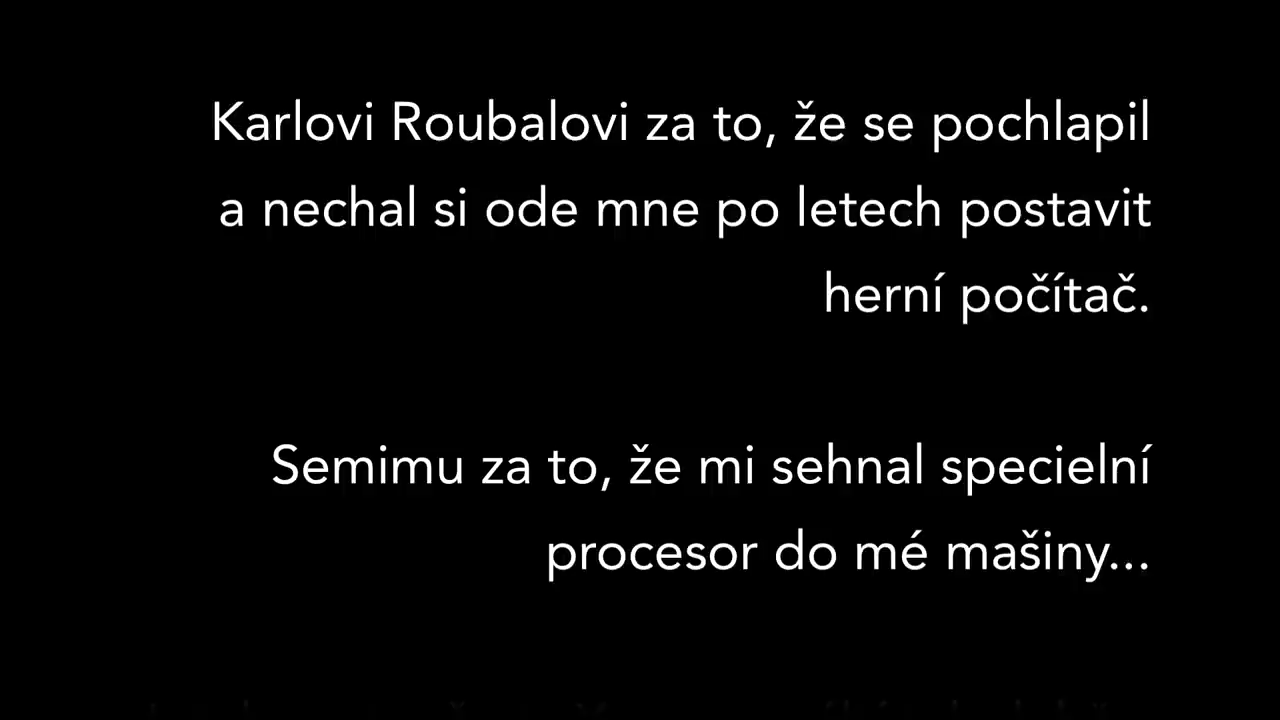 Karlovi Roubalovi za to, že se pochlapil
a nechal si ode mne po letech postavit
herní počítač.
Semimu za to, že mi sehnal specielní
procesor do mé mašiny...